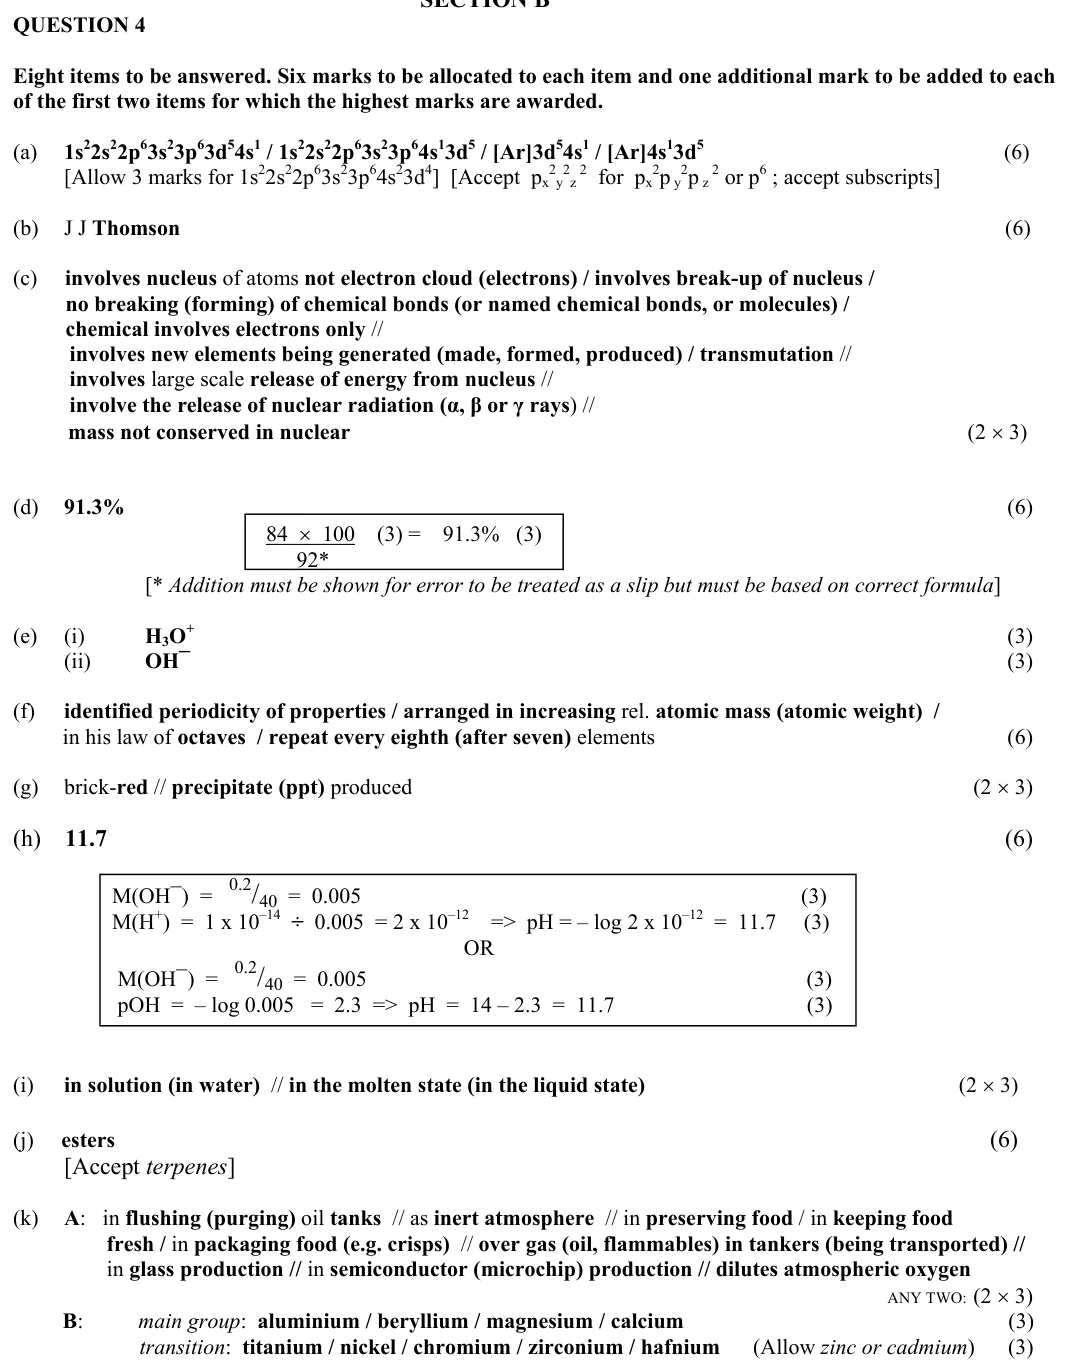 SECTION B
QUESTION 4
Eight items to be answered. Six marks to be allocated to each item and one additional mark to be added to each
of the first two items for which the highest marks are awarded.
(a) 1s²2s²2p⁶3s²3p⁶3d⁵4s¹ / 1s²2s²2p⁶3s²3p⁶4s¹3d⁵ / [Ar]3d⁵4s¹ / [Ar]4s¹3d⁵ (6)
[Allow 3 marks for 1s²2s²2p⁶3s²3p⁶4s²3d⁴] [Accept pₓ²ᵧ²_z² for pₓ²pᵧ²p_z² or p⁶ ; accept subscripts]
(b) J J Thomson (6)
(c) involves nucleus of atoms not electron cloud (electrons) / involves break-up of nucleus /
no breaking (forming) of chemical bonds (or named chemical bonds, or molecules) /
chemical involves electrons only //
involves new elements being generated (made, formed, produced) / transmutation //
involves large scale release of energy from nucleus //
involve the release of nuclear radiation (α, β or γ rays) //
mass not conserved in nuclear (2 × 3)
(d) 91.3% (6)
84 × 100 (3) = 91.3% (3)
92*
[* Addition must be shown for error to be treated as a slip but must be based on correct formula]
(e) (i) H₃O⁺ (3)
(ii) OH¯ (3)
(f) identified periodicity of properties / arranged in increasing rel. atomic mass (atomic weight) /
in his law of octaves / repeat every eighth (after seven) elements (6)
(g) brick-red // precipitate (ppt) produced (2 × 3)
(h) 11.7 (6)
M(OH¯) = 0.2/40 = 0.005 (3)
M(H⁺) = 1 x 10⁻¹⁴ ÷ 0.005 = 2 x 10⁻¹² => pH = – log 2 x 10⁻¹² = 11.7 (3)
OR
M(OH¯) = 0.2/40 = 0.005 (3)
pOH = – log 0.005 = 2.3 => pH = 14 – 2.3 = 11.7 (3)
(i) in solution (in water) // in the molten state (in the liquid state) (2 × 3)
(j) esters (6)
[Accept terpenes]
(k) A: in flushing (purging) oil tanks // as inert atmosphere // in preserving food / in keeping food
fresh / in packaging food (e.g. crisps) // over gas (oil, flammables) in tankers (being transported) //
in glass production // in semiconductor (microchip) production // dilutes atmospheric oxygen
ANY TWO: (2 × 3)
B: main group: aluminium / beryllium / magnesium / calcium (3)
transition: titanium / nickel / chromium / zirconium / hafnium (Allow zinc or cadmium) (3)